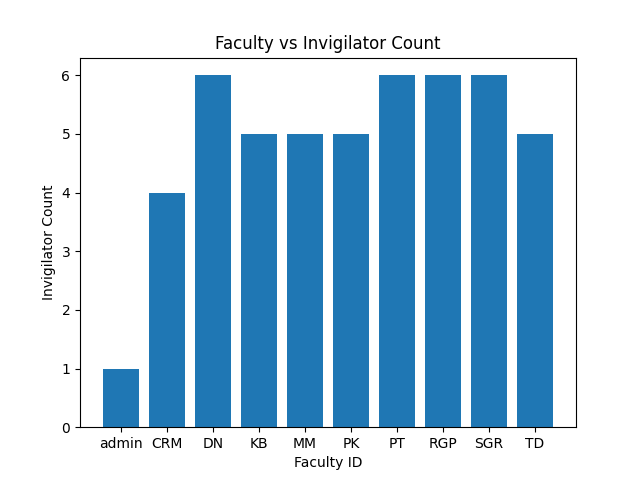 Faculty vs Invigilator Count
Invigilator Count
6
5
4
3
2
1
0
admin CRM DN KB MM PK PT RGP SGR TD
Faculty ID